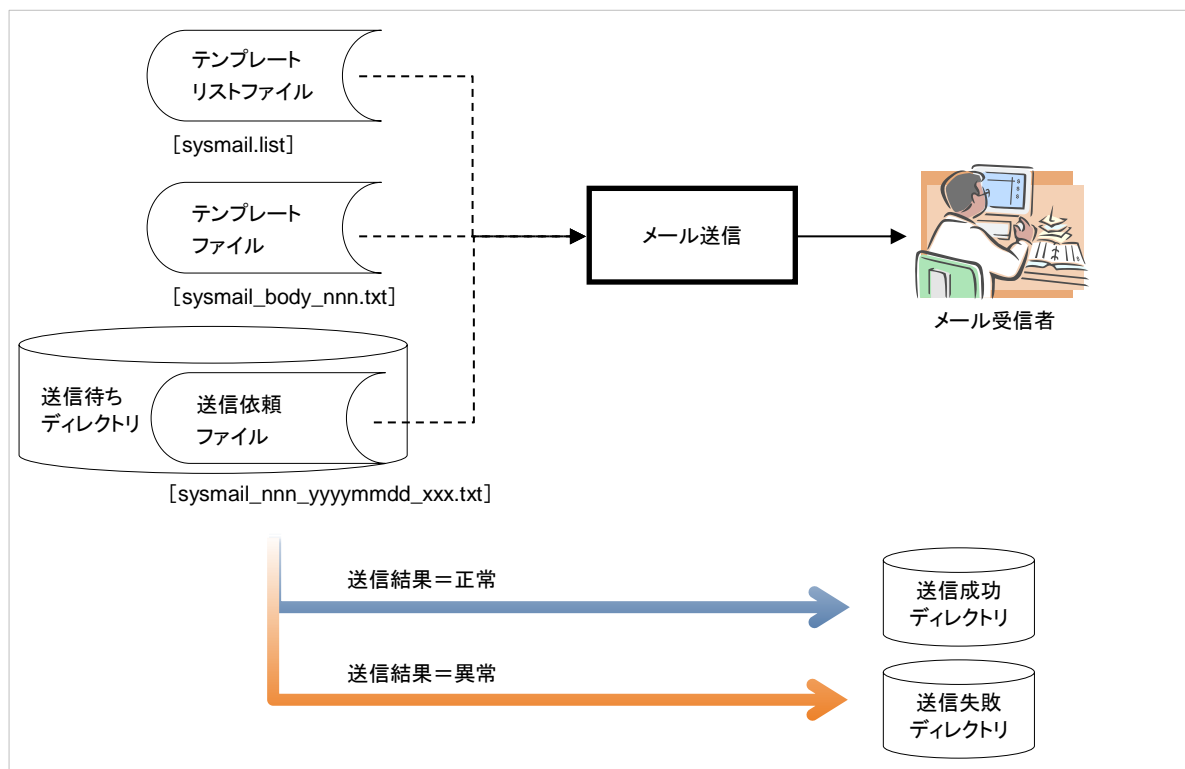 テンプレート
リストファイル
［sysmail.list］
テンプレート
ファイル
［sysmail_body_nnn.txt］
メール送信
メール受信者
送信待ち
ディレクトリ
送信依頼
ファイル
［sysmail_nnn_yyyymmdd_xxx.txt］
送信結果＝正常
送信成功
ディレクトリ
送信結果＝異常
送信失敗
ディレクトリ